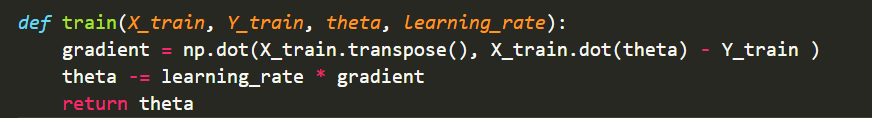 def train(X_train, Y_train, theta, learning_rate):
    gradient = np.dot(X_train.transpose(), X_train.dot(theta) - Y_train )
    theta -= learning_rate * gradient
    return theta